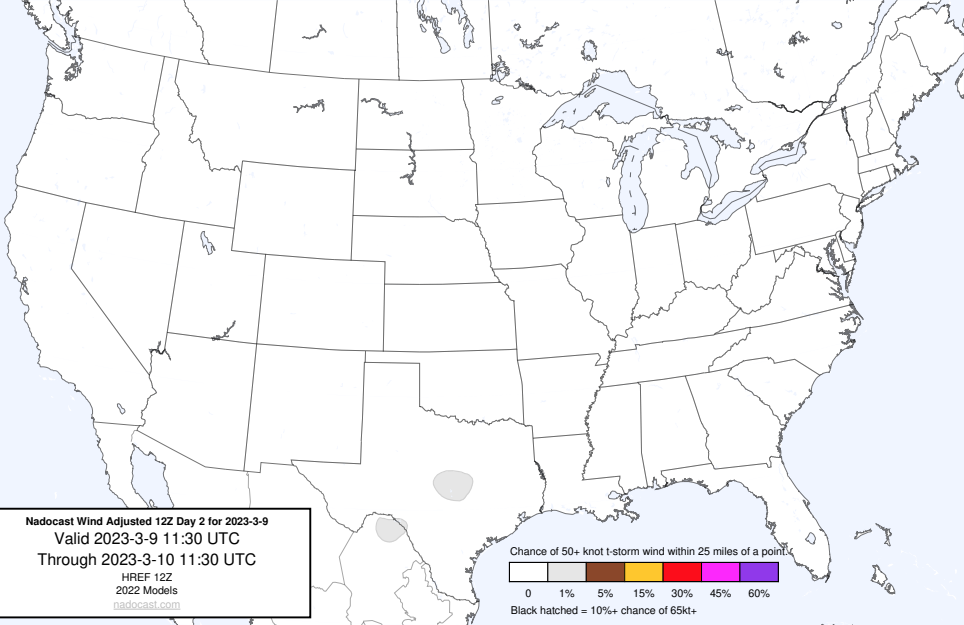 Nadocast Wind Adjusted 12Z Day 2 for 2023-3-9
Valid 2023-3-9 11:30 UTC
Through 2023-3-10 11:30 UTC
HREF 12Z
2022 Models
nadocast.com
Chance of 50+ knot t-storm wind within 25 miles of a point.
0 1% 5% 15% 30% 45% 60%
Black hatched = 10%+ chance of 65kt+